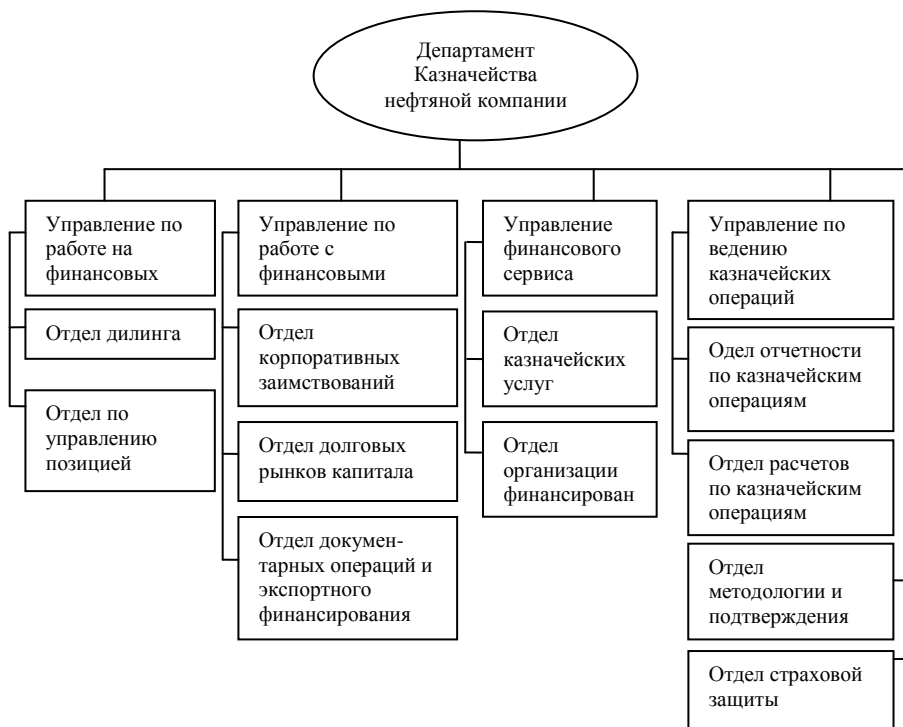 Департамент
Казначейства
нефтяной компании
Управление по
работе на
финансовых
Отдел дилинга
Отдел по
управлению
позицией
Управление по
работе с
финансовыми
Отдел
корпоративных
заимствований
Отдел долговых
рынков капитала
Отдел докумен-
тарных операций и
экспортного
финансирования
Управление
финансового
сервиса
Отдел
казначейских
услуг
Отдел
организации
финансирован
Управление по
ведению
казначейских
операций
Одел отчетности
по казначейским
операциям
Отдел расчетов
по казначейским
операциям
Отдел
методологии и
подтверждения
Отдел страховой
защиты